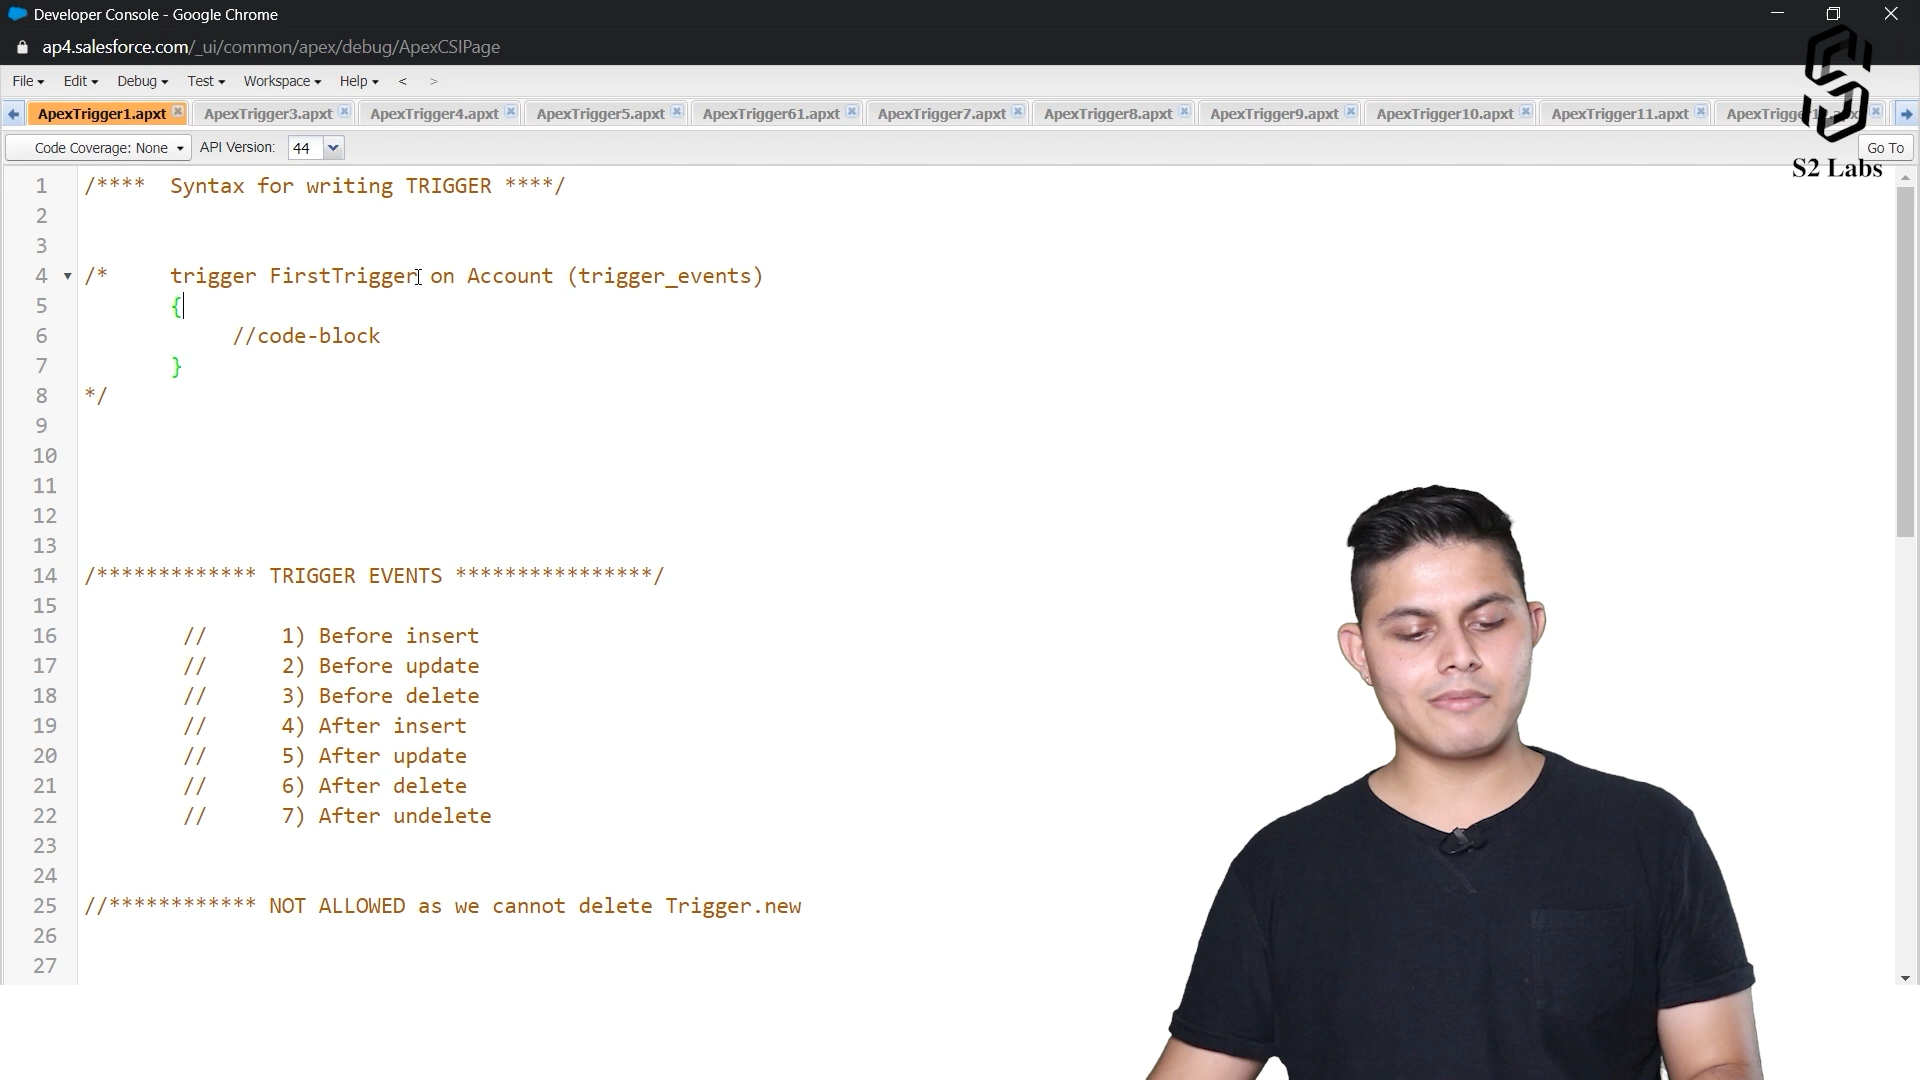 Developer Console - Google Chrome
ap4.salesforce.com/_ui/common/apex/debug/ApexCSIPage
File Edit Debug Test Workspace Help < >
ApexTrigger1.apxt ApexTrigger3.apxt ApexTrigger4.apxt ApexTrigger5.apxt ApexTrigger61.apxt ApexTrigger7.apxt ApexTrigger8.apxt ApexTrigger9.apxt ApexTrigger10.apxt ApexTrigger11.apxt
Code Coverage: None API Version: 44 Go To
S2 Labs
1 /**** Syntax for writing TRIGGER ****/
2
3
4 /* trigger FirstTrigger on Account (trigger_events)
5 {
6 //code-block
7 }
8 */
9
10
11
12
13
14 /************* TRIGGER EVENTS ****************/
15
16 // 1) Before insert
17 // 2) Before update
18 // 3) Before delete
19 // 4) After insert
20 // 5) After update
21 // 6) After delete
22 // 7) After undelete
23
24
25 //************ NOT ALLOWED as we cannot delete Trigger.new
26
27